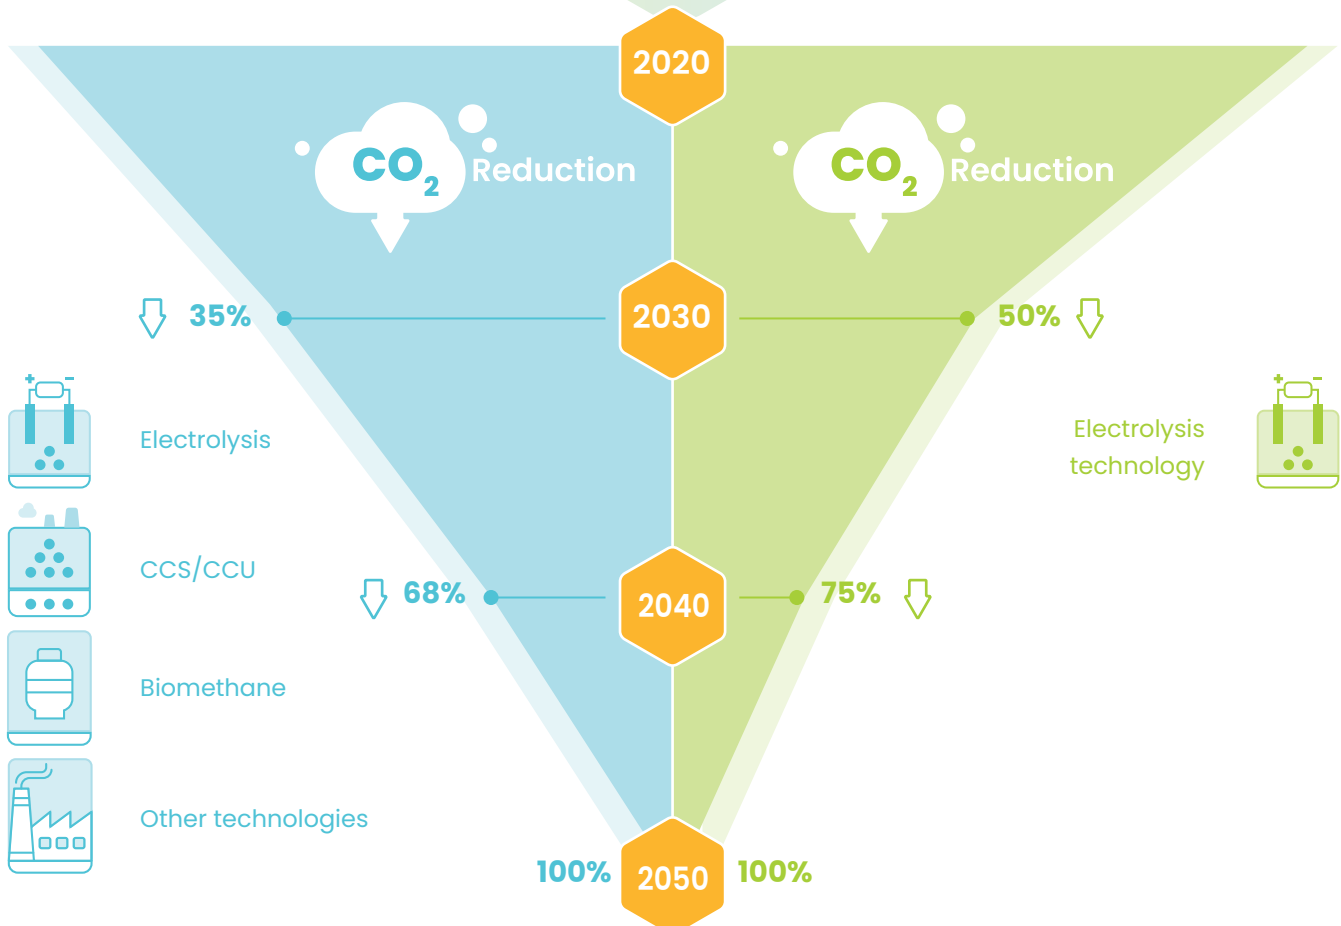 2020
CO2 Reduction
CO2 Reduction
35%
2030
50%
+ −
Electrolysis
+ −
Electrolysis
technology
CCS/CCU
68%
2040
75%
Biomethane
Other technologies
100%
2050
100%